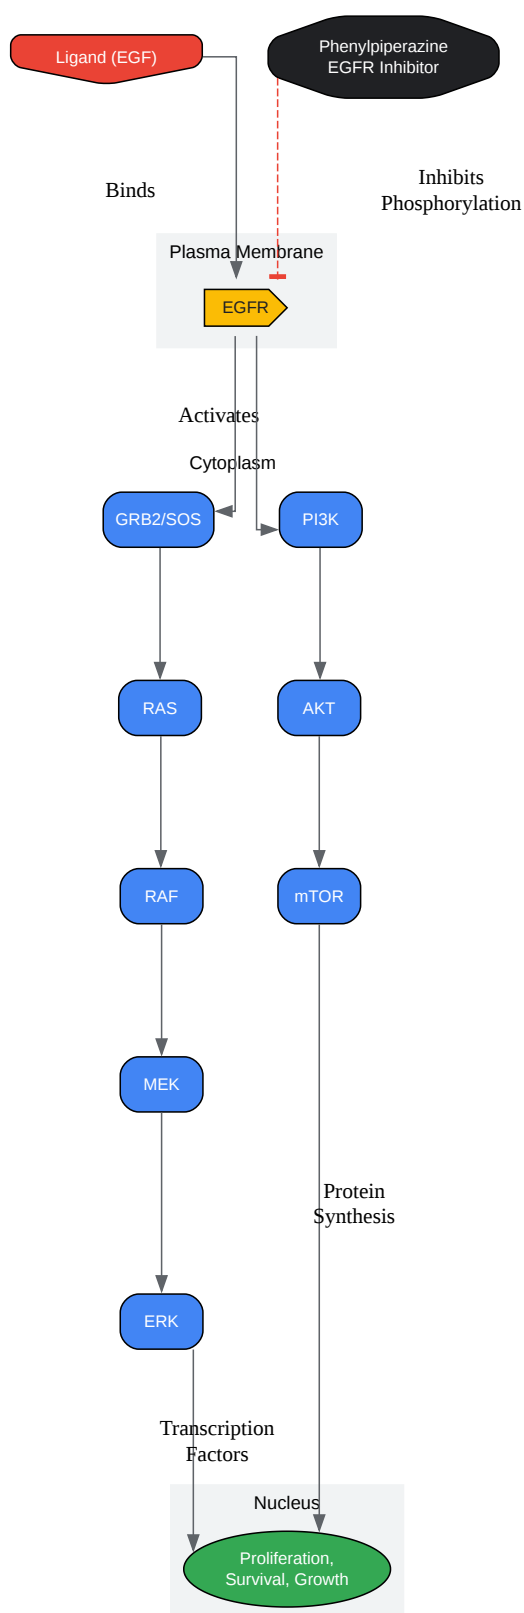 Ligand (EGF)
Phenylpiperazine
EGFR Inhibitor
Binds
Inhibits
Phosphorylation
Plasma Membrane
EGFR
Activates
Cytoplasm
GRB2/SOS
PI3K
RAS
AKT
RAF
mTOR
MEK
Protein
Synthesis
ERK
Transcription
Factors
Nucleus
Proliferation,
Survival, Growth